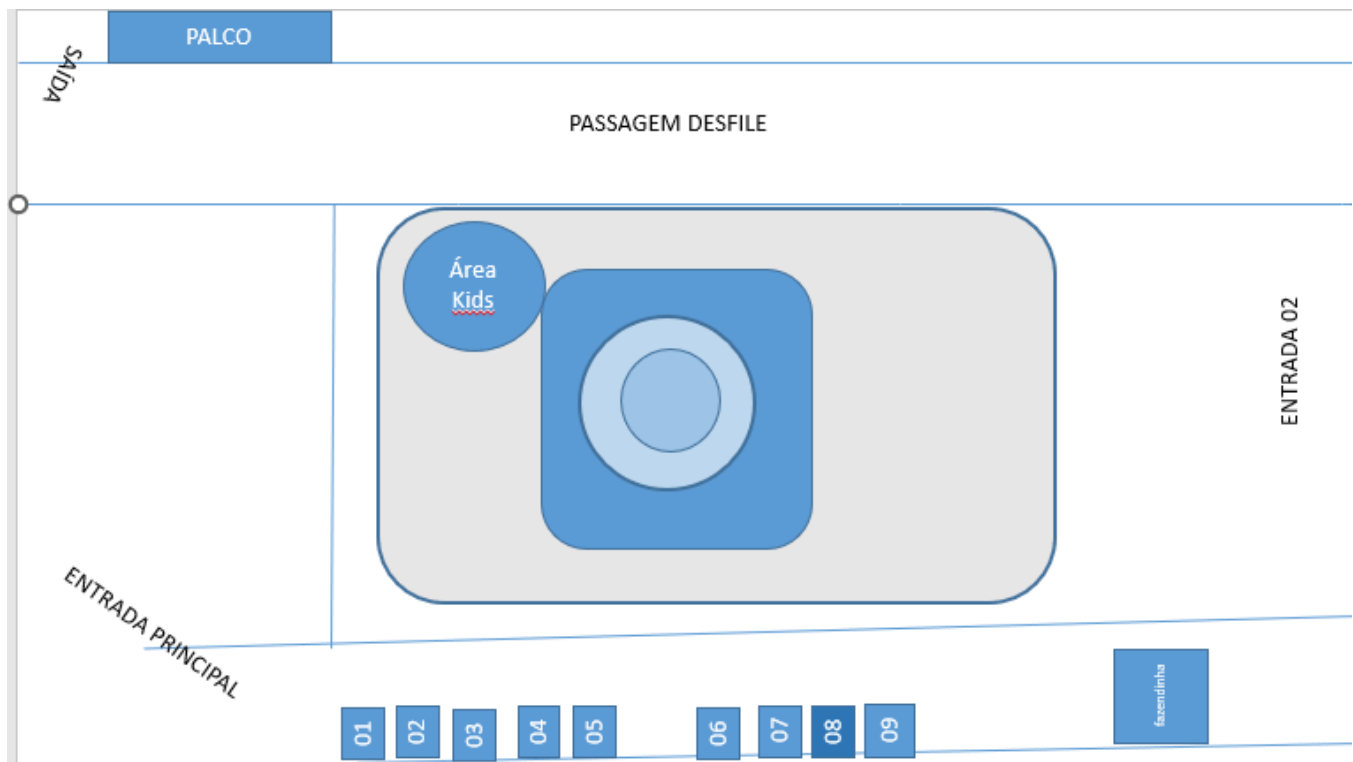 PALCO
SAÍDA
PASSAGEM DESFILE
Área
Kids
ENTRADA 02
ENTRADA PRINCIPAL
fazendinha
01
02
03
04
05
06
07
08
09